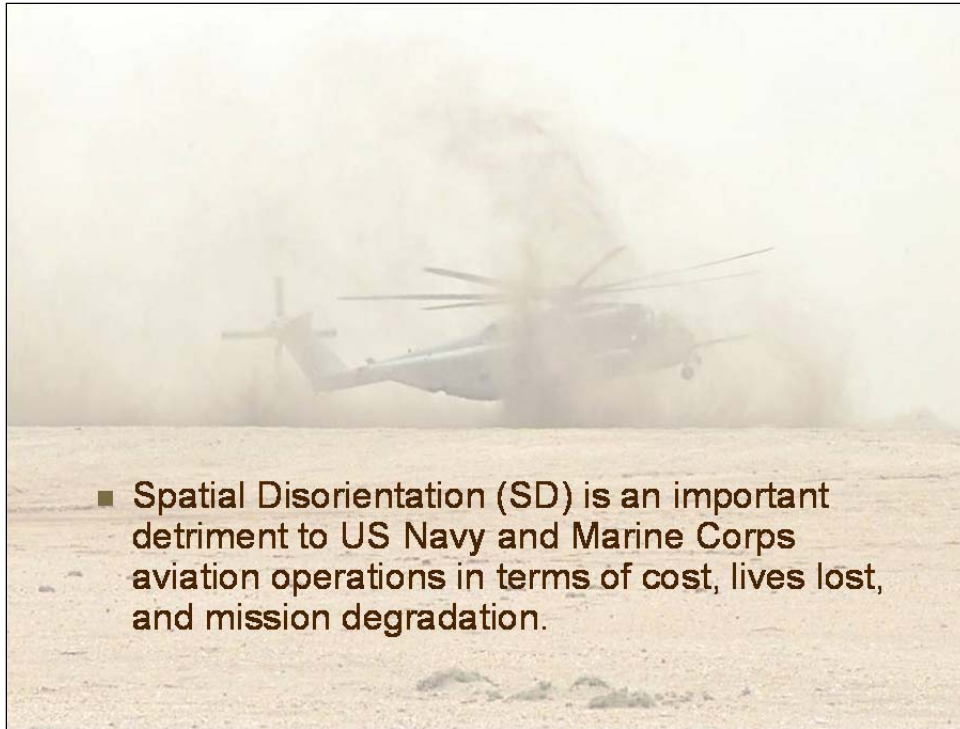 Spatial Disorientation (SD) is an important
detriment to US Navy and Marine Corps
aviation operations in terms of cost, lives lost,
and mission degradation.